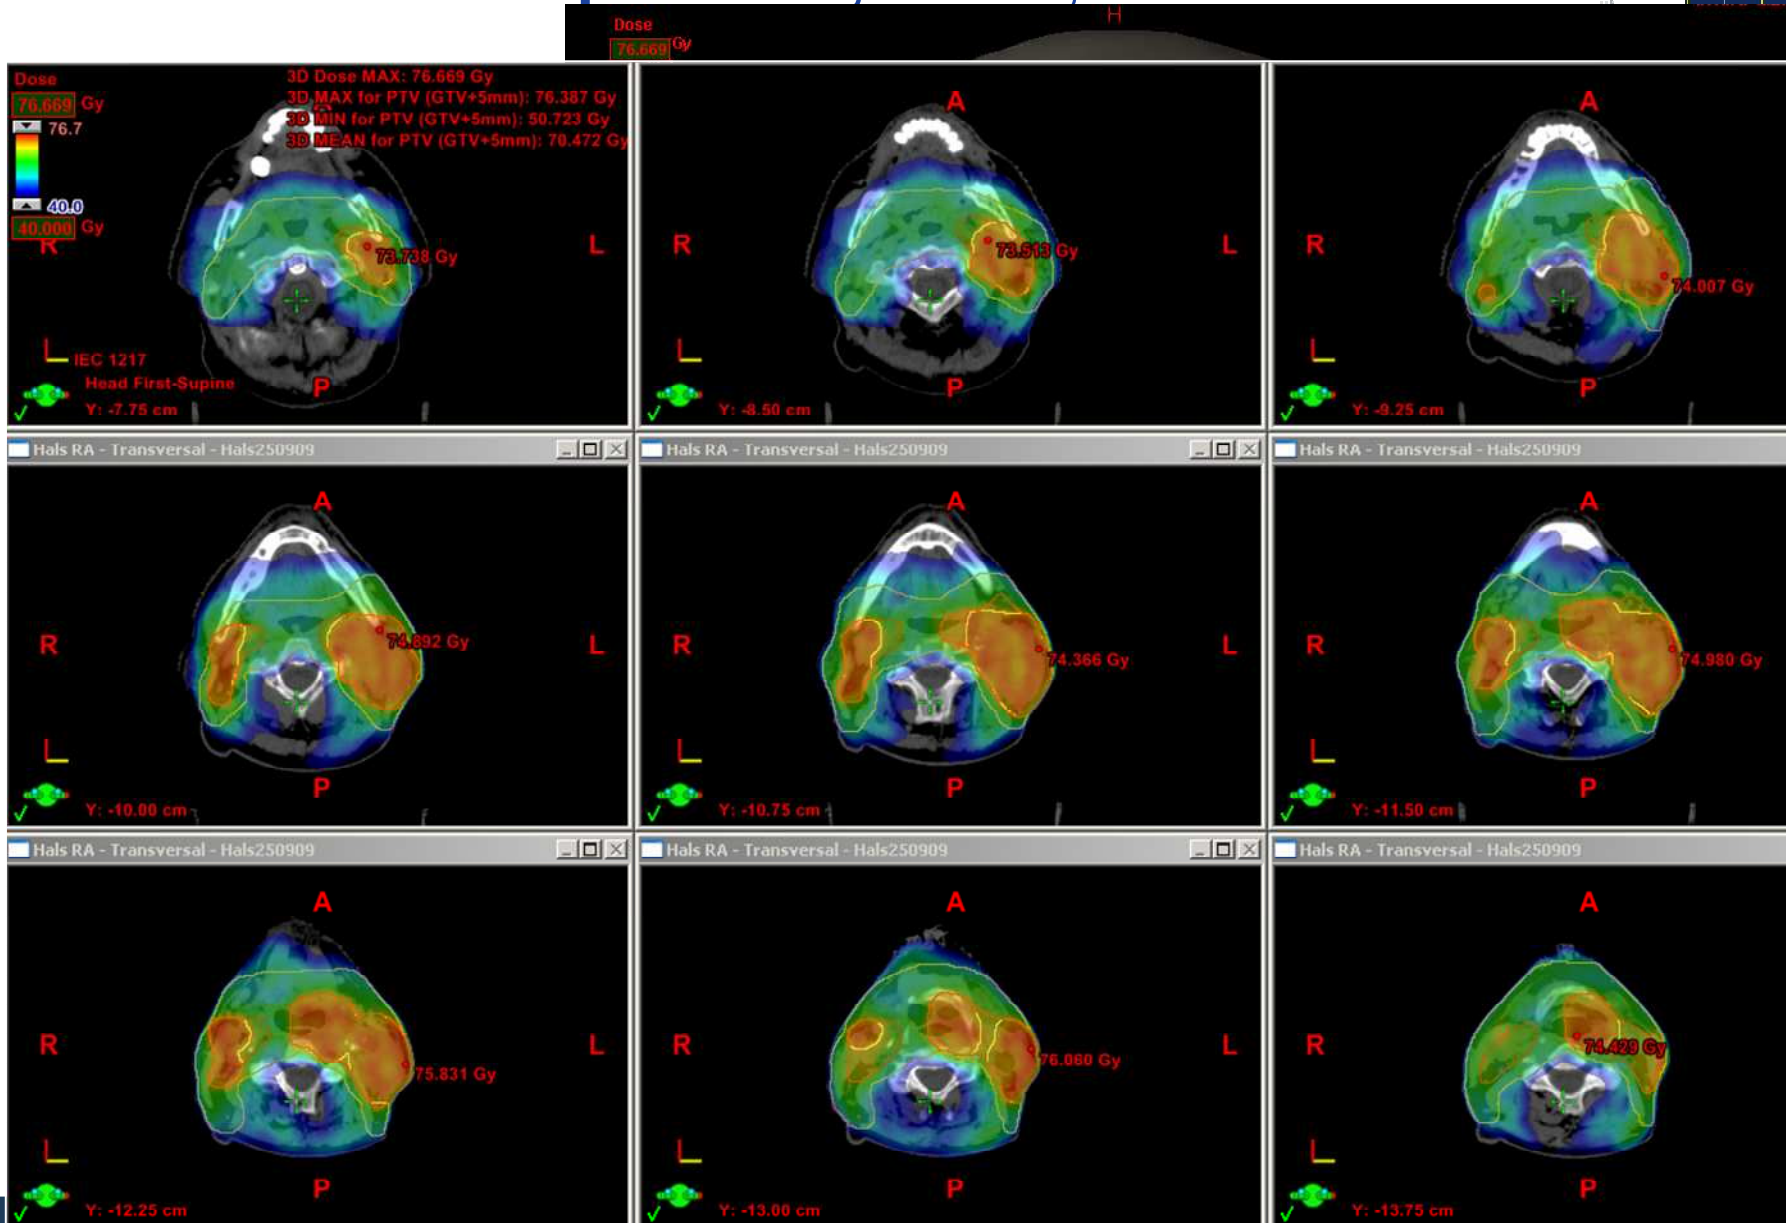 H
Dose
76.669 Gy
Dose
76.669 Gy
76.7
40.0
40.000 Gy
3D Dose MAX: 76.669 Gy
3D MAX for PTV (GTV+5mm): 76.387 Gy
3D MIN for PTV (GTV+5mm): 50.723 Gy
3D MEAN for PTV (GTV+5mm): 70.472 Gy
R
L
73.738 Gy
IEC 1217
Head First-Supine
P
Y: -7.75 cm
A
R
L
73.513 Gy
P
Y: -8.50 cm
A
R
74.007 Gy
P
Y: -9.25 cm
Hals RA - Transversal - Hals250909
A
R
L
74.892 Gy
P
Y: -10.00 cm
Hals RA - Transversal - Hals250909
A
R
L
74.366 Gy
P
Y: -10.75 cm
Hals RA - Transversal - Hals250909
A
R
74.980 Gy
P
Y: -11.50 cm
Hals RA - Transversal - Hals250909
A
R
L
75.831 Gy
P
Y: -12.25 cm
Hals RA - Transversal - Hals250909
A
R
L
76.060 Gy
P
Y: -13.00 cm
Hals RA - Transversal - Hals250909
A
R
74.429 Gy
P
Y: -13.75 cm